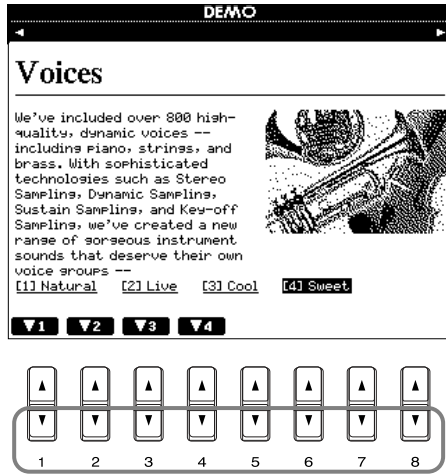 DEMO
Voices
We've included over 800 high-
quality, dynamic voices --
including piano, strings, and
brass. With sophisticated
technologies such as Stereo
Sampling, Dynamic Sampling,
Sustain Sampling, and Key-off
Sampling, we've created a new
range of gorgeous instrument
sounds that deserve their own
voice groups --
[1] Natural [2] Live [3] Cool [4] Sweet
▼1 ▼2 ▼3 ▼4
1 2 3 4 5 6 7 8